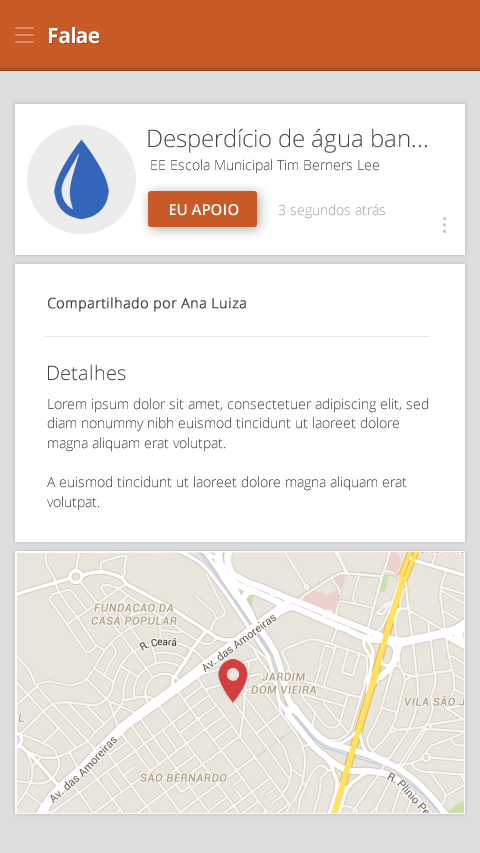 Falae
Desperdício de água ban...
EE Escola Municipal Tim Berners Lee
EU APOIO
3 segundos atrás
Compartilhado por Ana Luiza
Detalhes
Lorem ipsum dolor sit amet, consectetuer adipiscing elit, sed
diam nonummy nibh euismod tincidunt ut laoreet dolore
magna aliquam erat volutpat.
A euismod tincidunt ut laoreet dolore magna aliquam erat
volutpat.
FUNDACAO DA
CASA POPULAR
R. Ceará
Av. das Amoreiras
JARDIM
DOM VIEIRA
VILA SÃO J
L
SÃO BERNARDO
Av. das Amoreiras
R. Plínio Pe